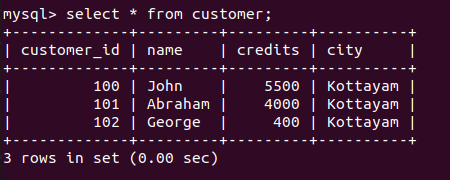 mysql> select * from customer;
+-------------+---------+---------+----------+
| customer_id | name    | credits | city     |
+-------------+---------+---------+----------+
|         100 | John    |    5500 | Kottayam |
|         101 | Abraham |    4000 | Kottayam |
|         102 | George  |     400 | Kottayam |
+-------------+---------+---------+----------+
3 rows in set (0.00 sec)